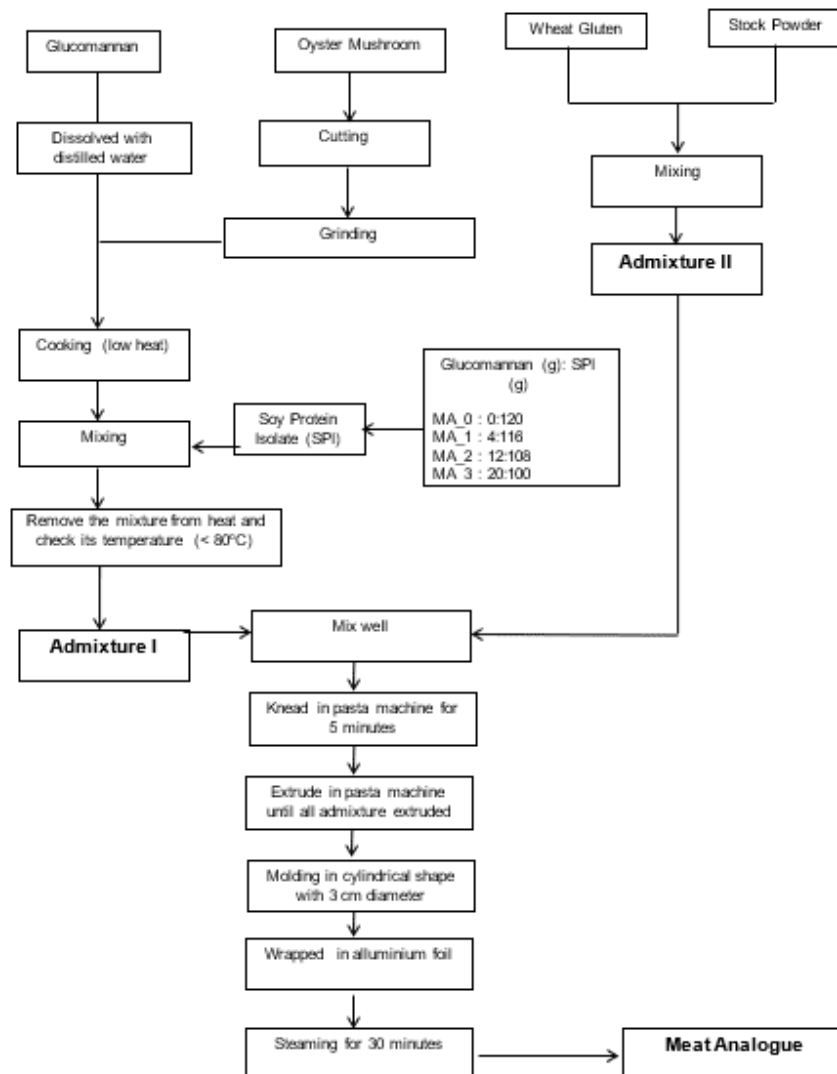 Glucomannan
Oyster Mushroom
Wheat Gluten
Stock Powder
Dissolved with
distilled water
Cutting
Mixing
Grinding
Admixture II
Cooking (low heat)
Glucomannan (g): SPI
(g)
MA_0 : 0:120
MA_1 : 4:116
MA_2 : 12:108
MA_3 : 20:100
Soy Protein
Isolate (SPI)
Mixing
Remove the mixture from heat and
check its temperature (< 80°C)
Admixture I
Mix well
Knead in pasta machine for
5 minutes
Extrude in pasta machine
until all admixture extruded
Molding in cylindrical shape
with 3 cm diameter
Wrapped in alluminium foil
Steaming for 30 minutes
Meat Analogue